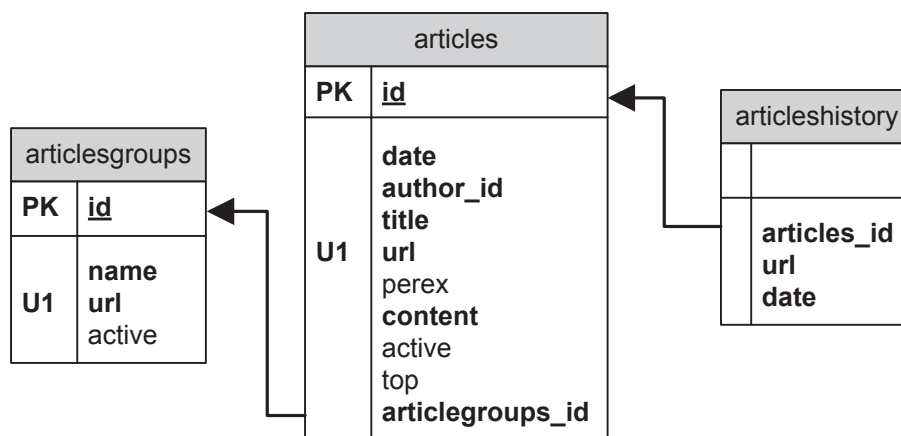 articlesgroups
PK id
name
U1 url
active
articles
PK id
date
author_id
title
U1 url
perex
content
active
top
articlegroups_id
articleshistory
articles_id
url
date